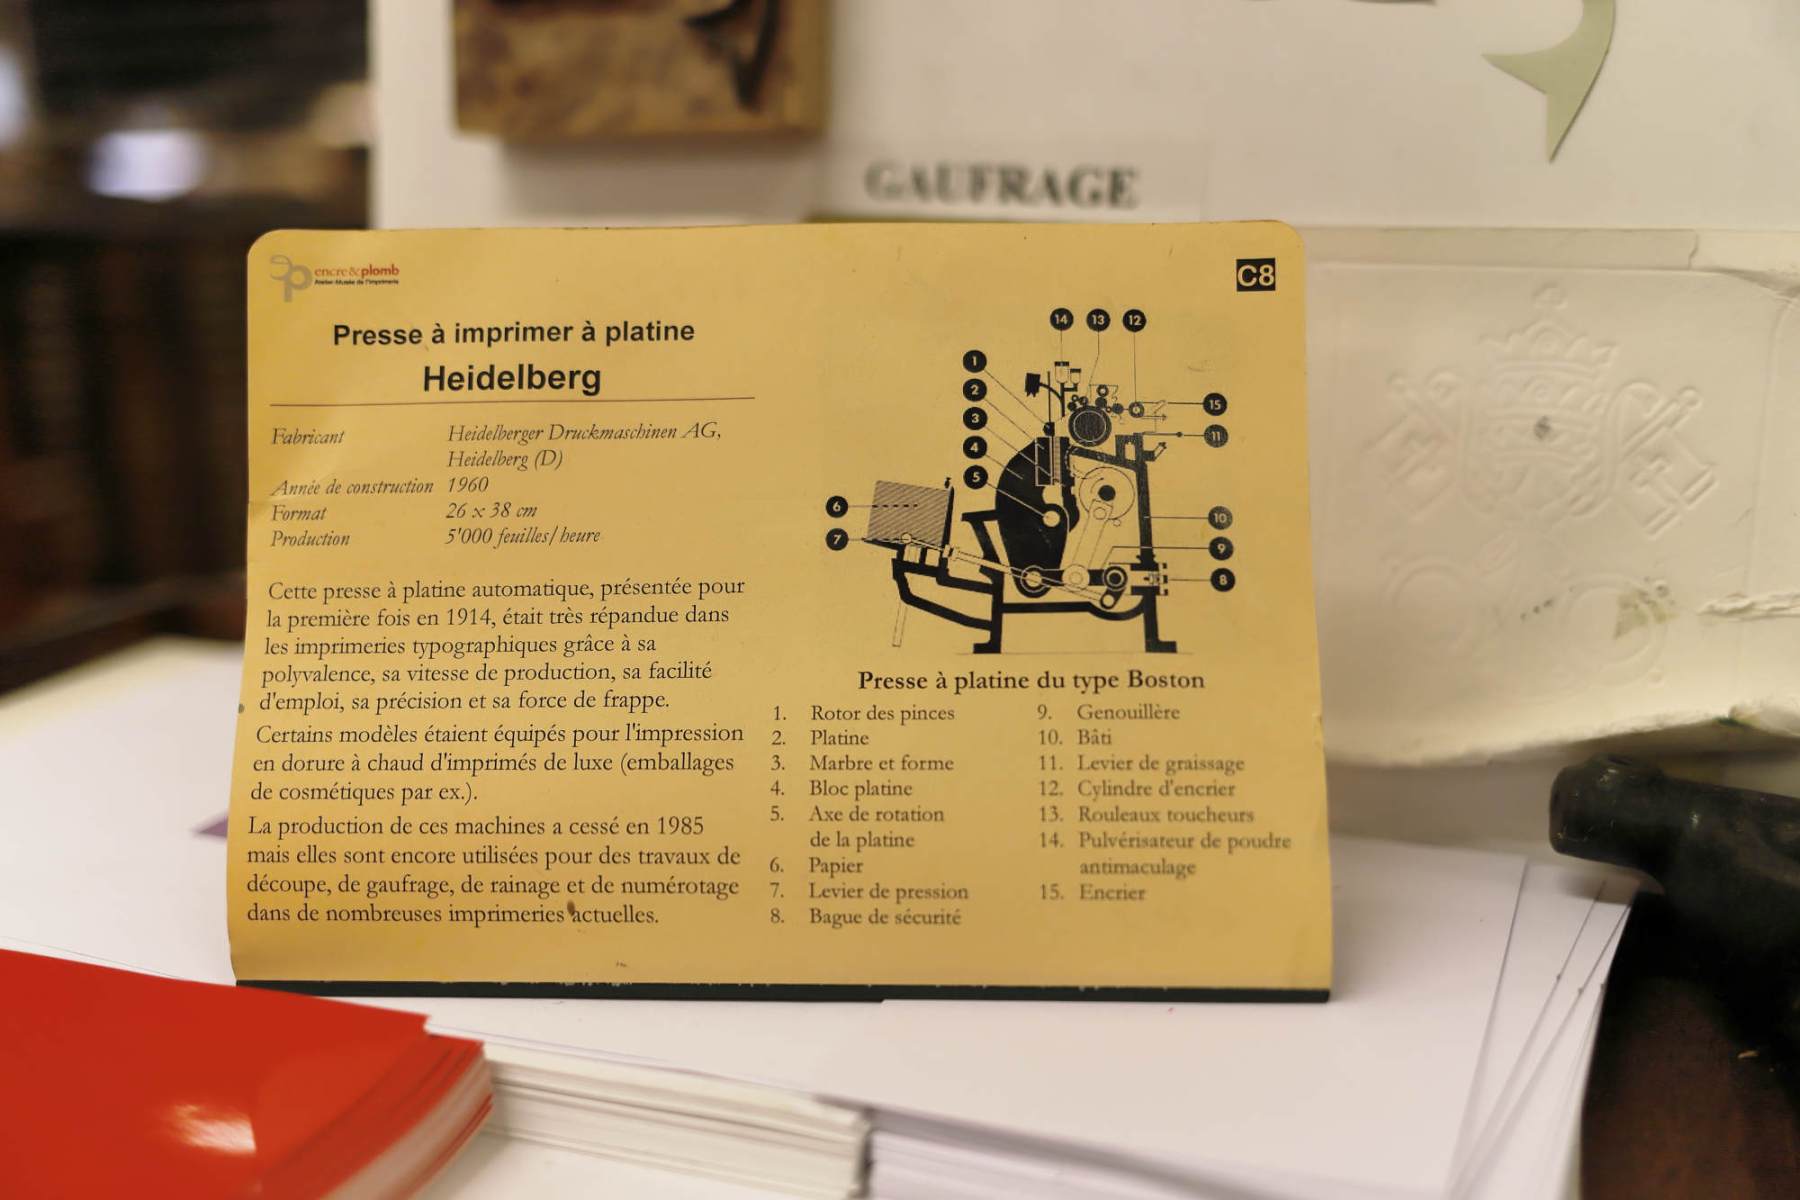 GAUFRAGE
encre&plomb
Atelier-Musée de l'imprimerie
C8
Presse à imprimer à platine
Heidelberg
Fabricant Heidelberger Druckmaschinen AG,
Heidelberg (D)
Année de construction 1960
Format 26 x 38 cm
Production 5'000 feuilles/heure
Cette presse à platine automatique, présentée pour
la première fois en 1914, était très répandue dans
les imprimeries typographiques grâce à sa
polyvalence, sa vitesse de production, sa facilité
d'emploi, sa précision et sa force de frappe.
Certains modèles étaient équipés pour l'impression
en dorure à chaud d'imprimés de luxe (emballages
de cosmétiques par ex.).
La production de ces machines a cessé en 1985
mais elles sont encore utilisées pour des travaux de
découpe, de gaufrage, de rainage et de numérotage
dans de nombreuses imprimeries actuelles.
14 13 12
1
2
3
4
5
6
7
15
11
10
9
8
Presse à platine du type Boston
1. Rotor des pinces
2. Platine
3. Marbre et forme
4. Bloc platine
5. Axe de rotation
de la platine
6. Papier
7. Levier de pression
8. Bague de sécurité
9. Genouillère
10. Bâti
11. Levier de graissage
12. Cylindre d'encrier
13. Rouleaux toucheurs
14. Pulvérisateur de poudre
antimaculage
15. Encrier